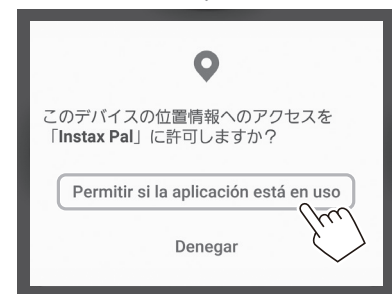 このデバイスの位置情報へのアクセスを
「Instax Pal」に許可しますか？
Permitir si la aplicación está en uso
Denegar